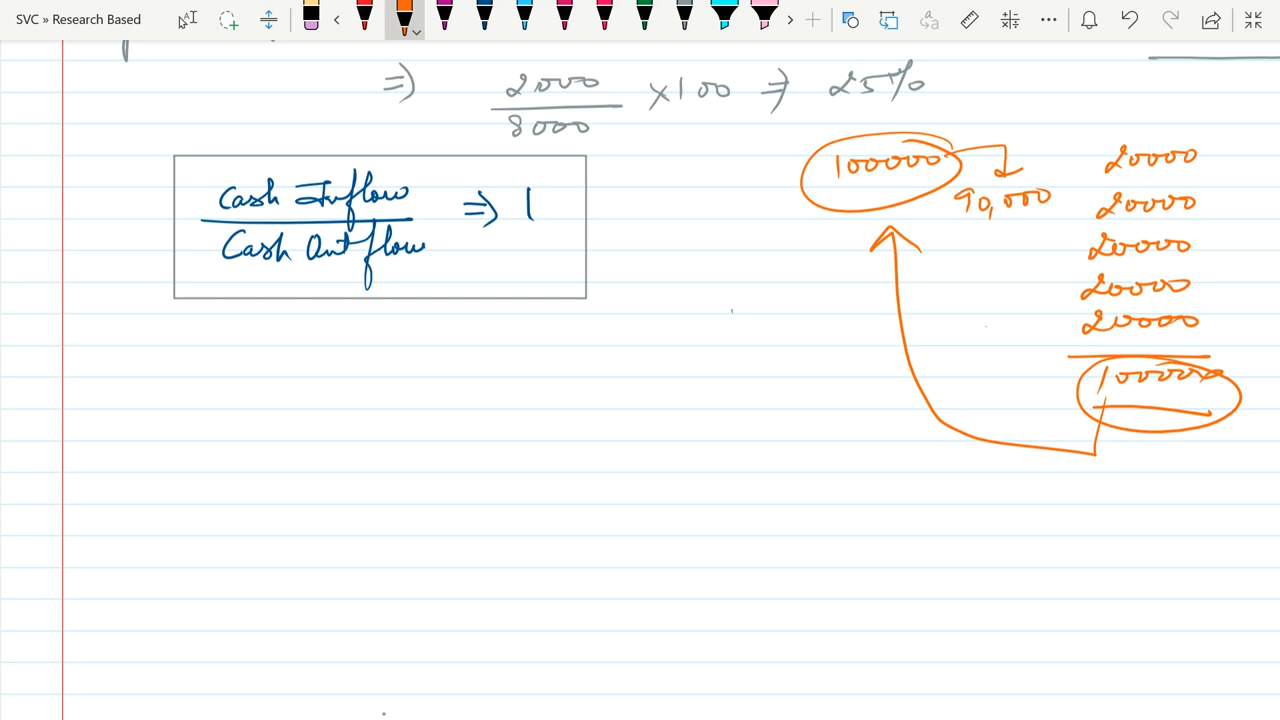 SVC » Research Based
=> 2000 / 8000 ×100 => 25%
Cash Inflow / Cash Outflow => 1
100000
90,000
20000
20000
20000
20000
20000
100000